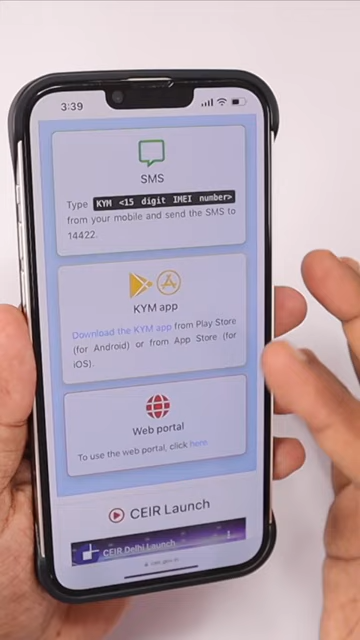 3:39
SMS
Type KYM <15 digit IMEI number>
from your mobile and send the SMS to
14422.
KYM app
Download the KYM app from Play Store
(for Android) or from App Store (for
iOS).
Web portal
To use the web portal, click here.
CEIR Launch
CEIR Delhi Launch